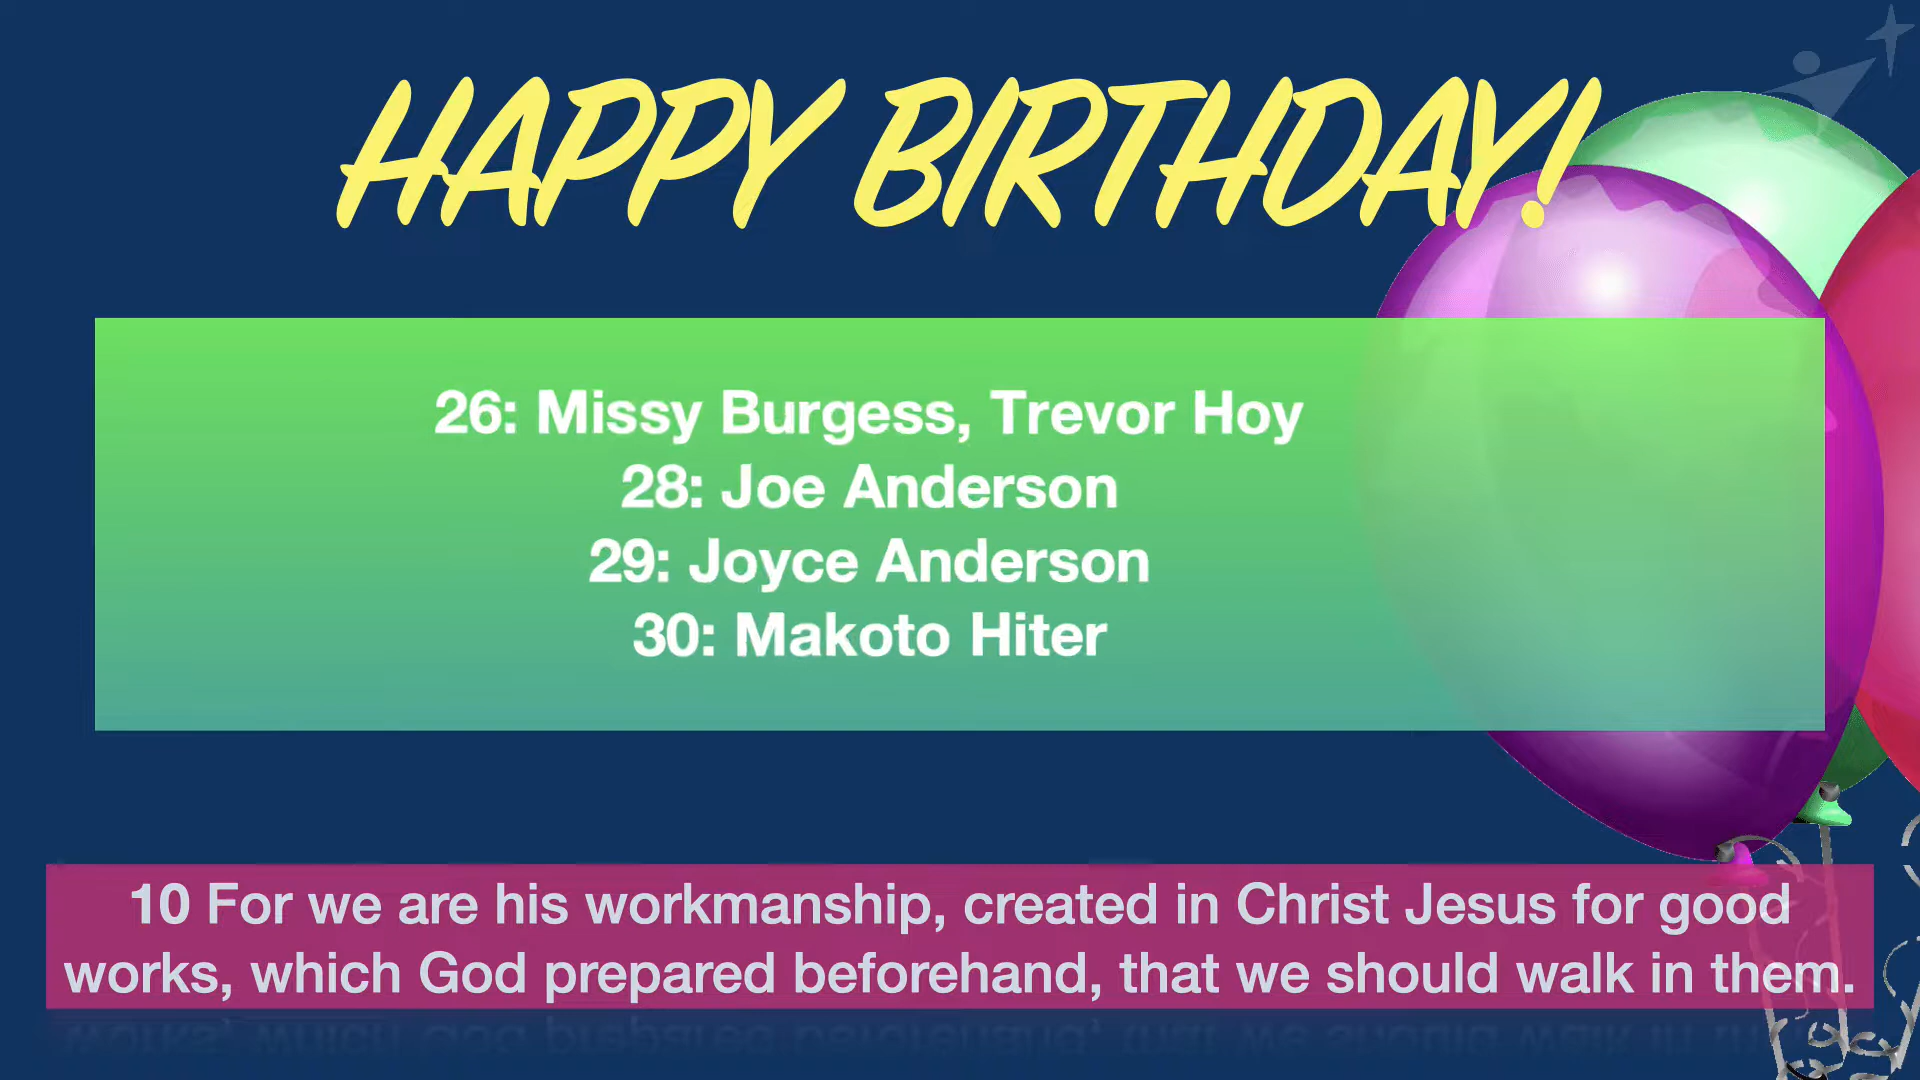 HAPPY BIRTHDAY!
26: Missy Burgess, Trevor Hoy
28: Joe Anderson
29: Joyce Anderson
30: Makoto Hiter
10 For we are his workmanship, created in Christ Jesus for good
works, which God prepared beforehand, that we should walk in them.